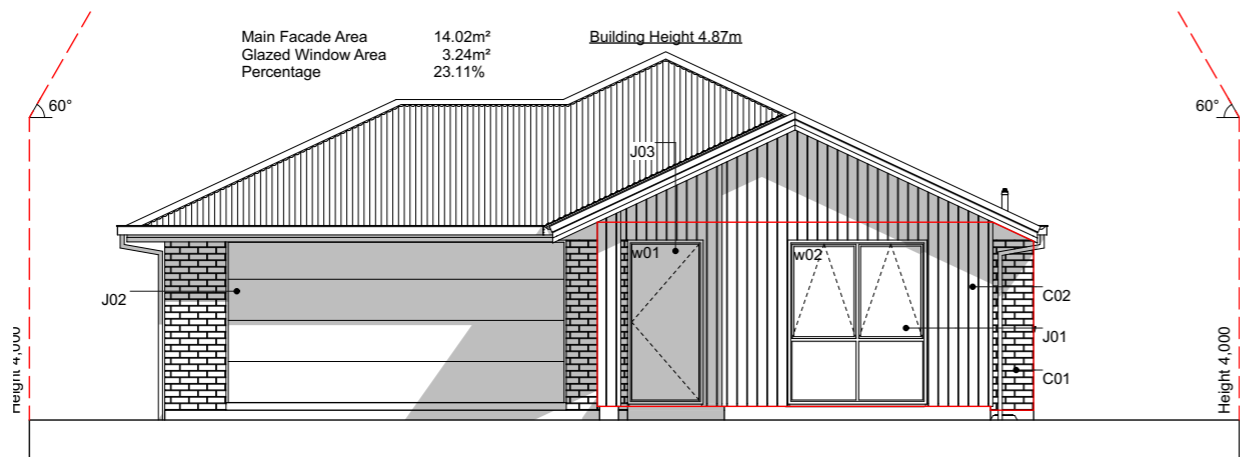 Main Facade Area 14.02m²
Glazed Window Area 3.24m²
Percentage 23.11%
Building Height 4.87m
60°
60°
J03
w01
w02
J02
C02
J01
C01
Height 4,000
Height 4,000